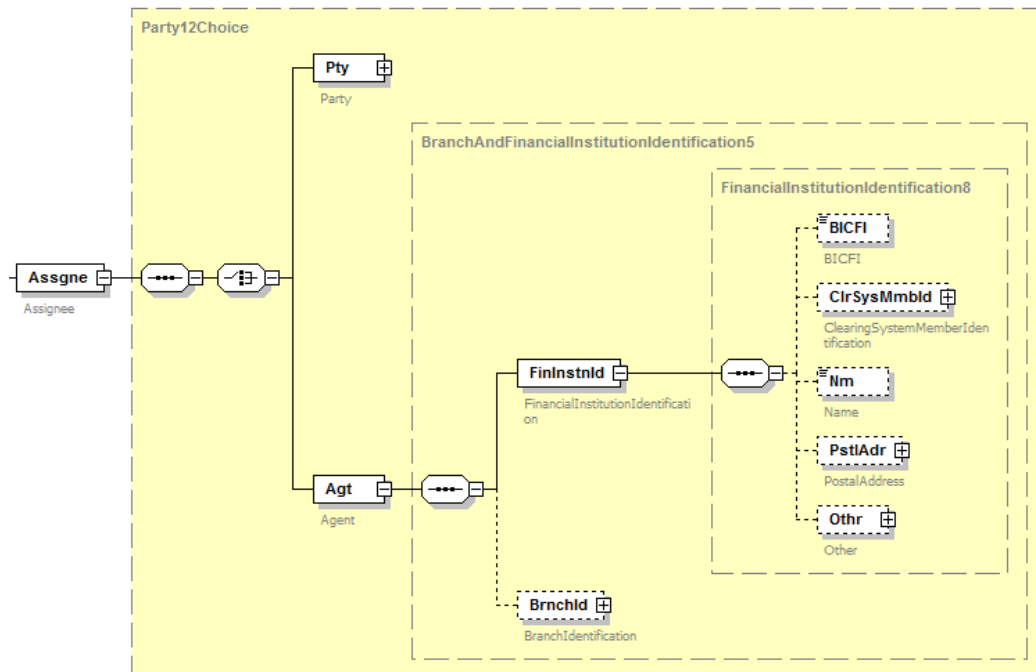 Party12Choice
Pty
Party
BranchAndFinancialInstitutionIdentification5
FinancialInstitutionIdentification8
BICFI
BICFI
Assgne
Assignee
ClrSysMmbId
ClearingSystemMemberIden
tification
FinInstnId
FinancialInstitutionIdentificati
on
Nm
Name
PstlAdr
PostalAddress
Agt
Agent
Othr
Other
BrnchId
BranchIdentification